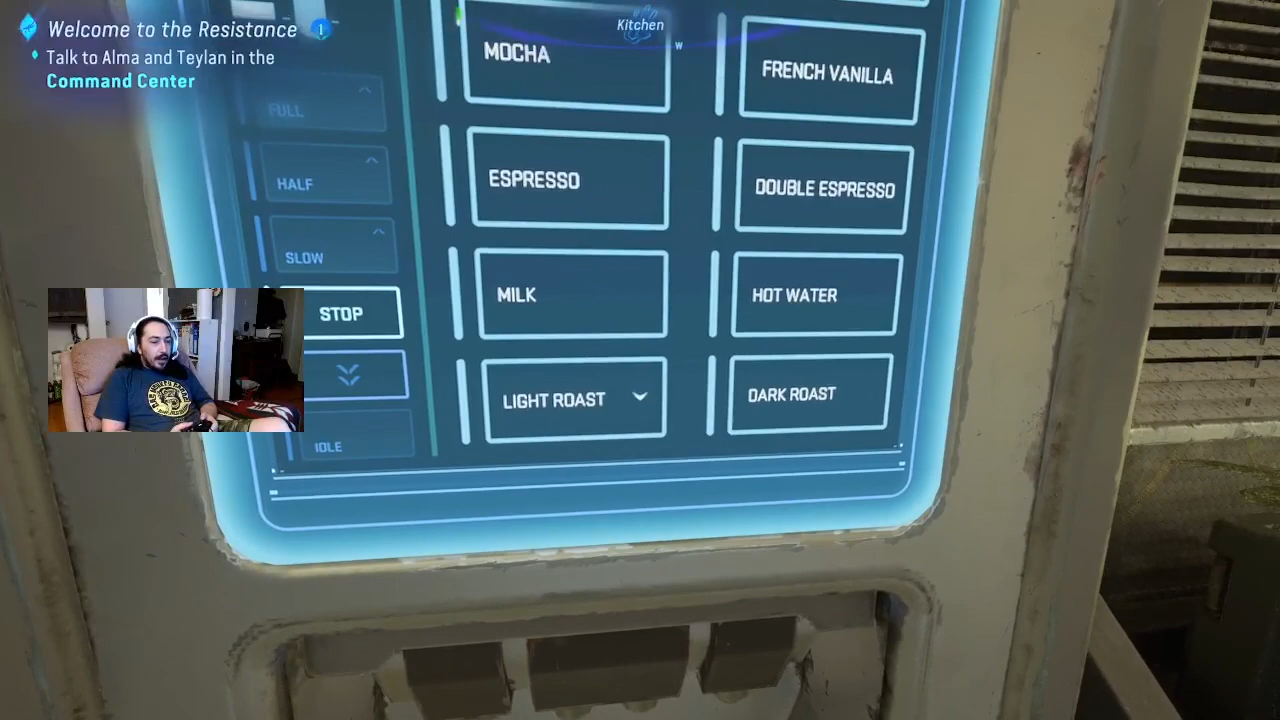 Welcome to the Resistance
Talk to Alma and Teylan in the
Command Center
Kitchen
W
MOCHA
FRENCH VANILLA
FULL
ESPRESSO
DOUBLE ESPRESSO
HALF
SLOW
MILK
HOT WATER
STOP
LIGHT ROAST
DARK ROAST
IDLE